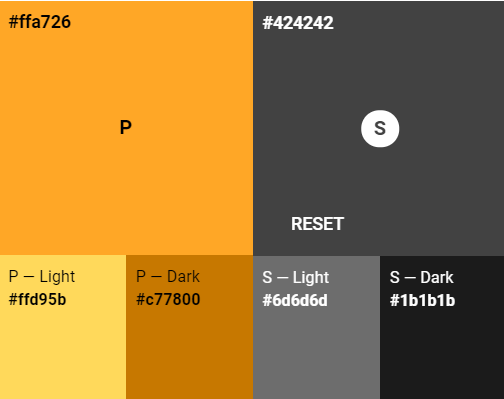 #ffa726
P
#424242
S
RESET
P — Light
#ffd95b
P — Dark
#c77800
S — Light
#6d6d6d
S — Dark
#1b1b1b